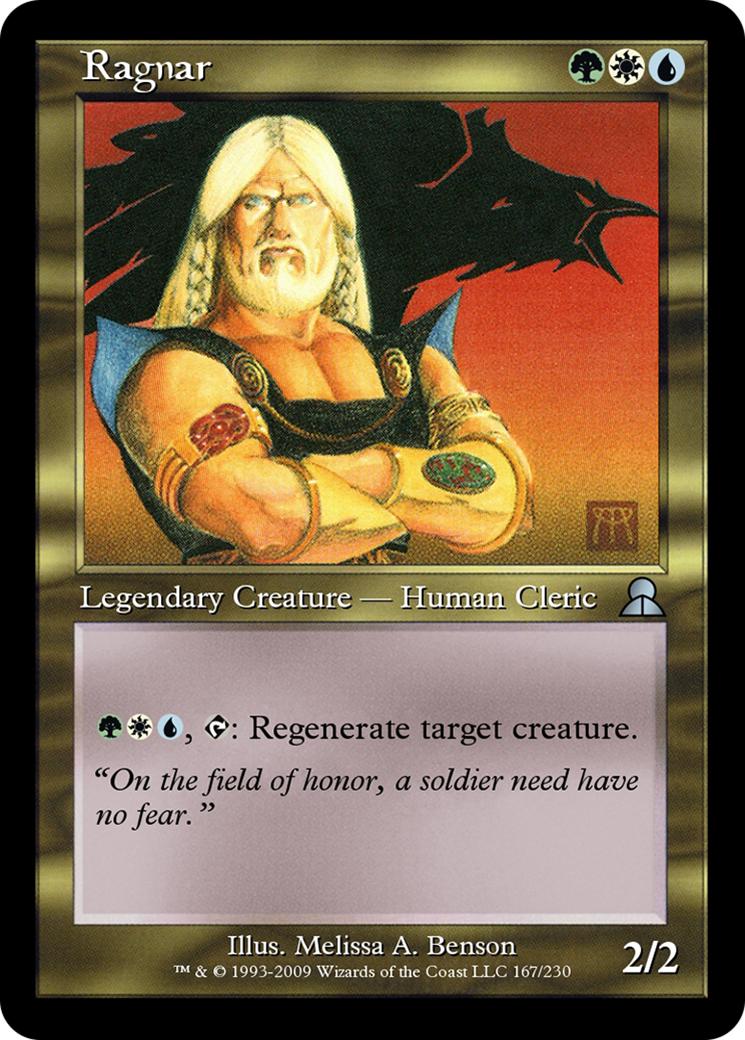 Ragnar
Legendary Creature — Human Cleric
, : Regenerate target creature.
“On the field of honor, a soldier need have
no fear.”
Illus. Melissa A. Benson
™ & © 1993-2009 Wizards of the Coast LLC 167/230
2/2